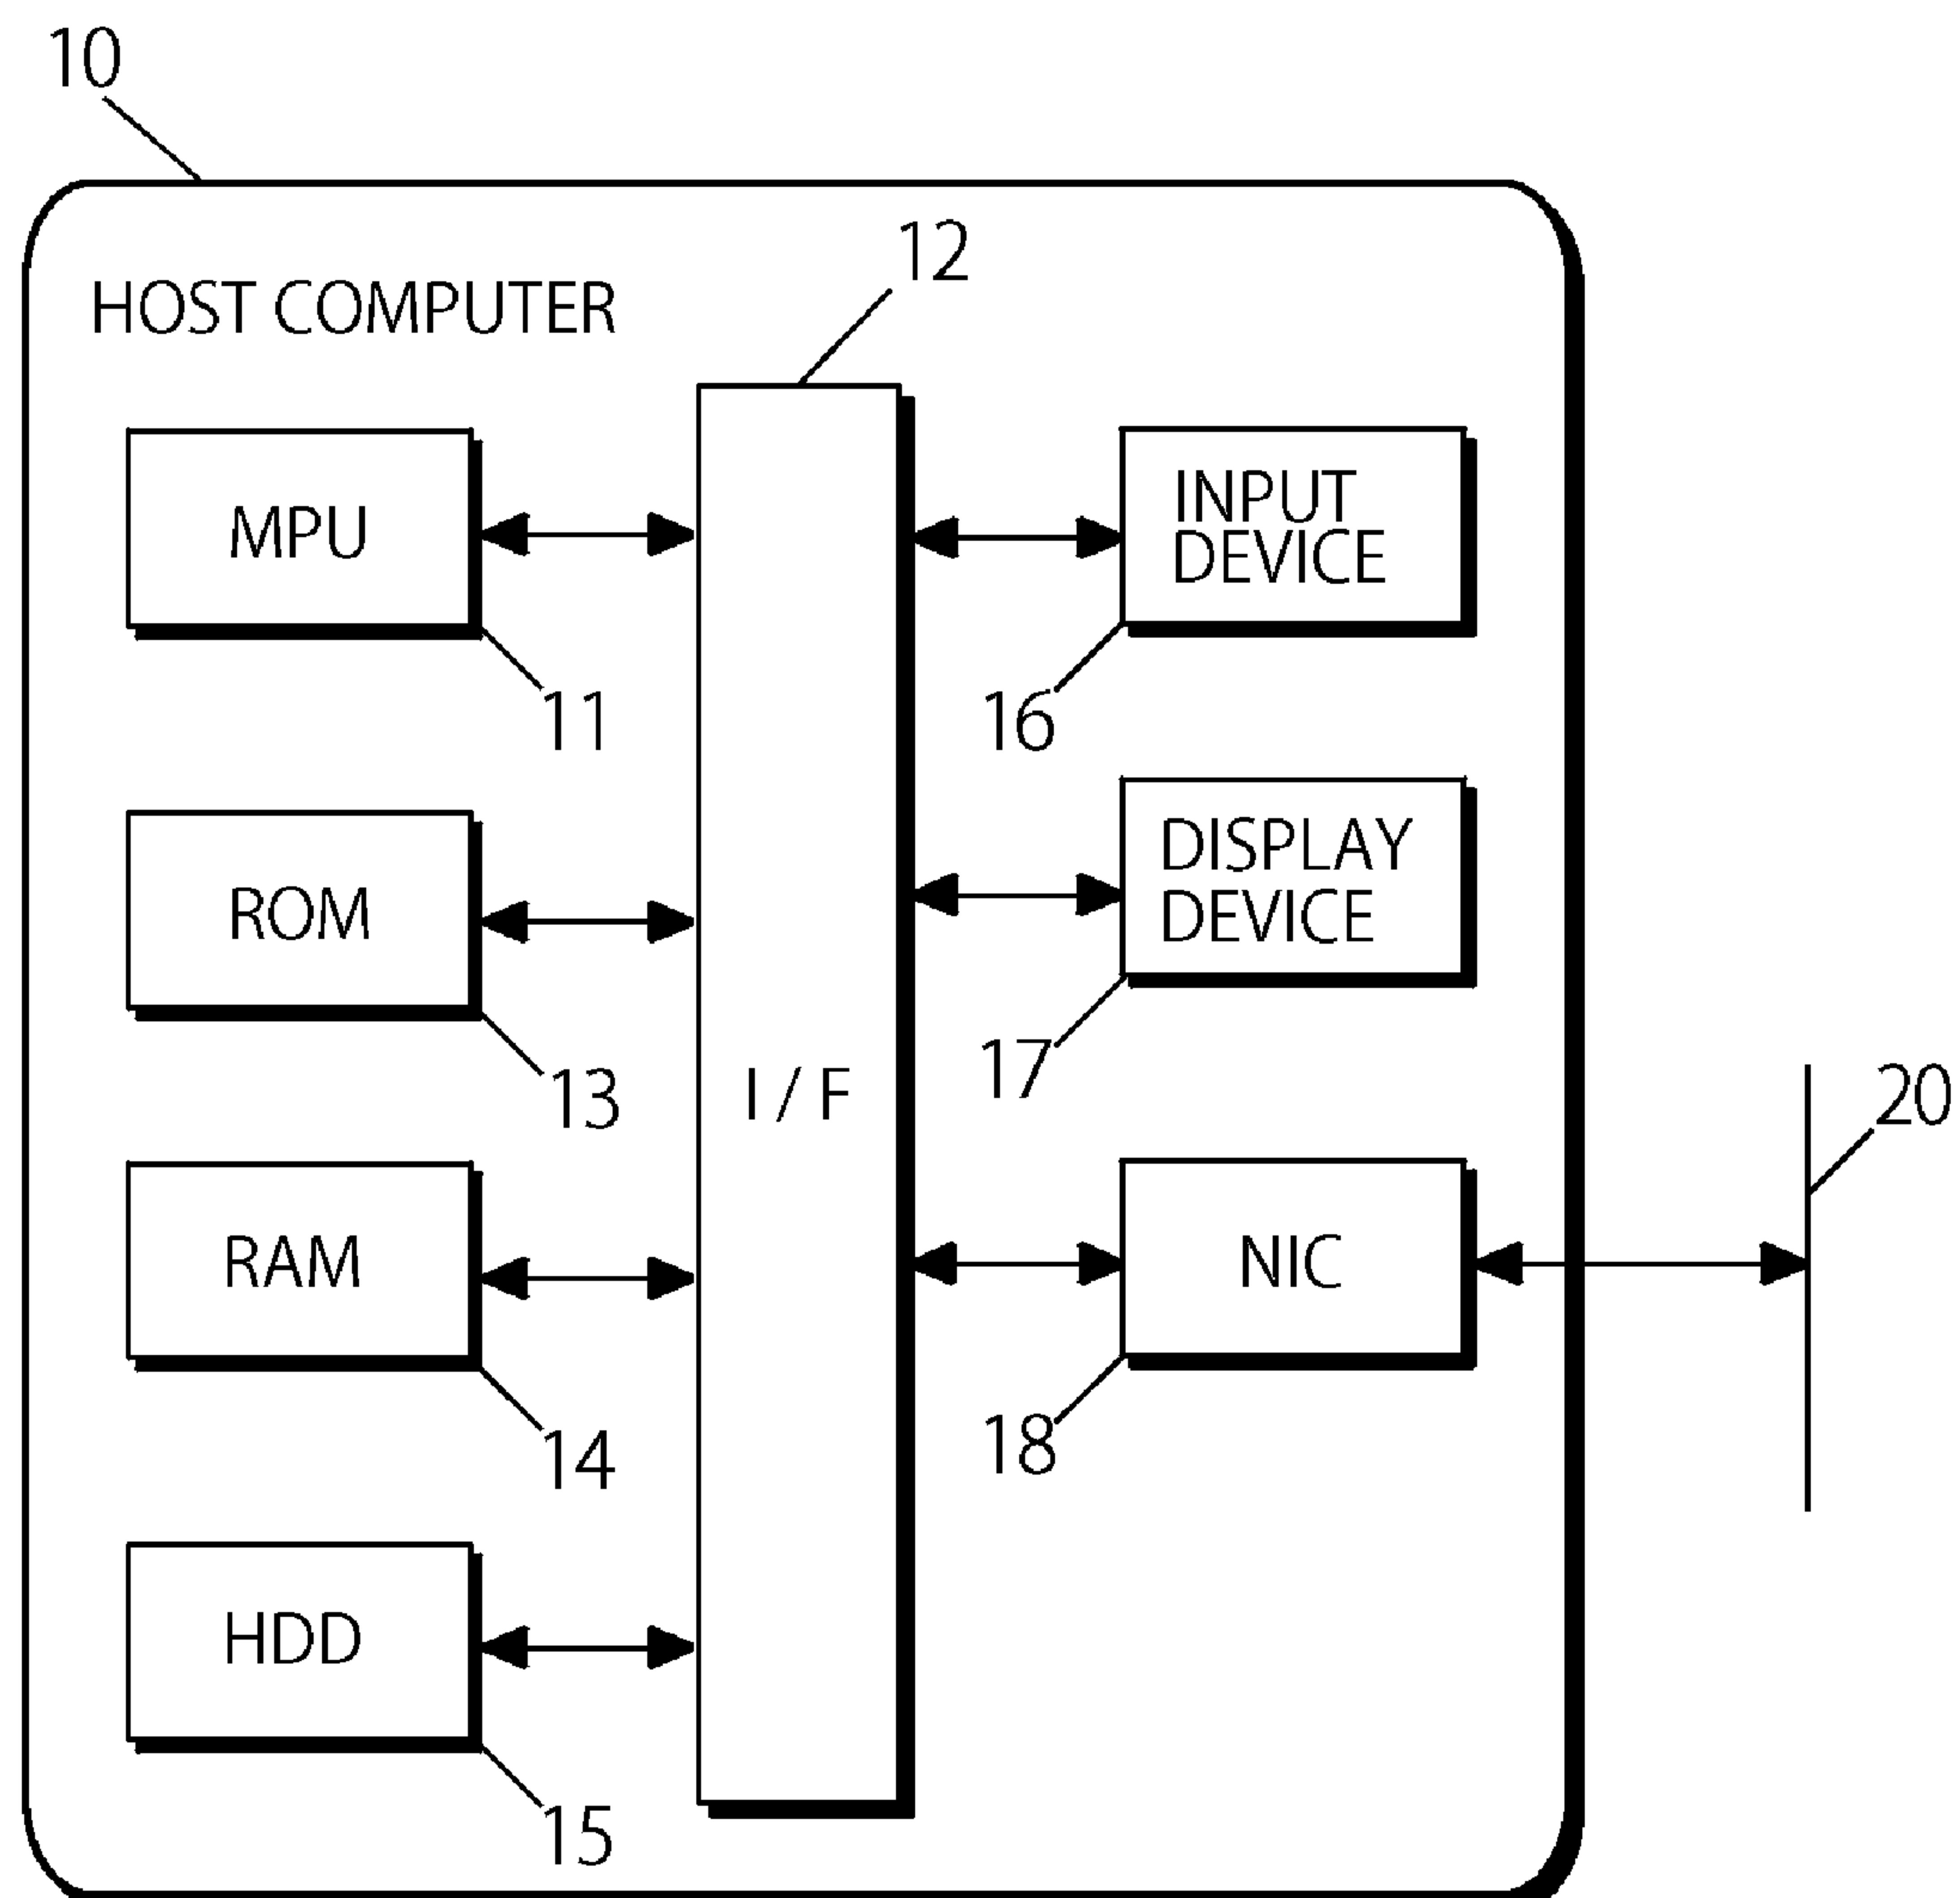 10
12
HOST COMPUTER
MPU
INPUT
DEVICE
11
16
DISPLAY
DEVICE
ROM
17
13
I / F
20
RAM
NIC
14
18
HDD
15